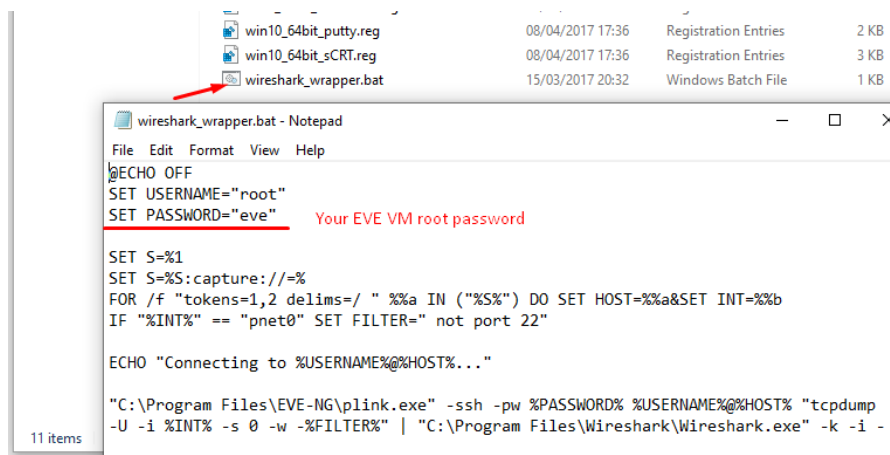 win10_64bit_putty.reg 08/04/2017 17:36 Registration Entries 2 KB
win10_64bit_sCRT.reg 08/04/2017 17:36 Registration Entries 3 KB
wireshark_wrapper.bat 15/03/2017 20:32 Windows Batch File 1 KB
wireshark_wrapper.bat - Notepad
File Edit Format View Help
@ECHO OFF
SET USERNAME="root"
SET PASSWORD="eve" Your EVE VM root password
SET S=%1
SET S=%S:capture://=%
FOR /f "tokens=1,2 delims=/ " %%a IN ("%S%") DO SET HOST=%%a&SET INT=%%b
IF "%INT%" == "pnet0" SET FILTER=" not port 22"
ECHO "Connecting to %USERNAME%@%HOST%..."
"C:\Program Files\EVE-NG\plink.exe" -ssh -pw %PASSWORD% %USERNAME%@%HOST% "tcpdump
-U -i %INT% -s 0 -w -%FILTER%" | "C:\Program Files\Wireshark\Wireshark.exe" -k -i -
11 items